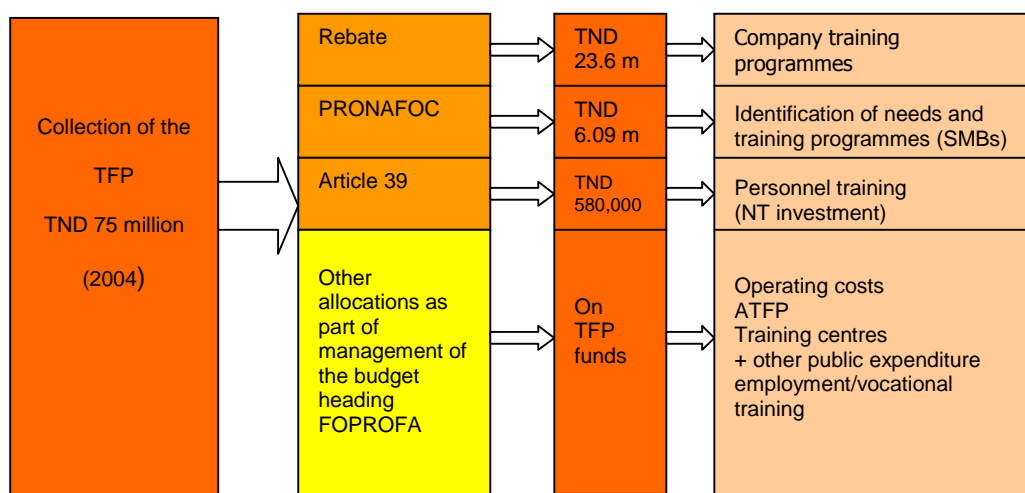 Collection of the
TFP
TND 75 million
(2004)
Rebate
TND
23.6 m
Company training
programmes
PRONAFOC
TND
6.09 m
Identification of needs and
training programmes (SMBs)
Article 39
TND
580,000
Personnel training
(NT investment)
Other
allocations as
part of
management of
the budget
heading
FOPROFA
On
TFP
funds
Operating costs
ATFP
Training centres
+ other public expenditure
employment/vocational
training